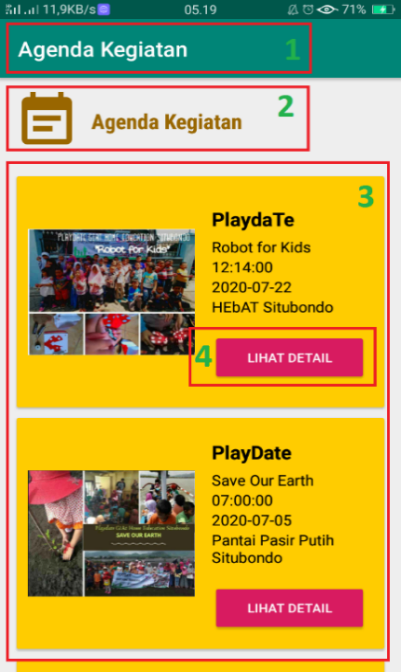 11,9KB/s
05.19
71%
Agenda Kegiatan
1
Agenda Kegiatan
2
3
PlaydaTe
Robot for Kids
12:14:00
2020-07-22
HEbAT Situbondo
LIHAT DETAIL
4
"Robot for Kids"
PlayDate
Save Our Earth
07:00:00
2020-07-05
Pantai Pasir Putih
Situbondo
LIHAT DETAIL
SAVE OUR EARTH